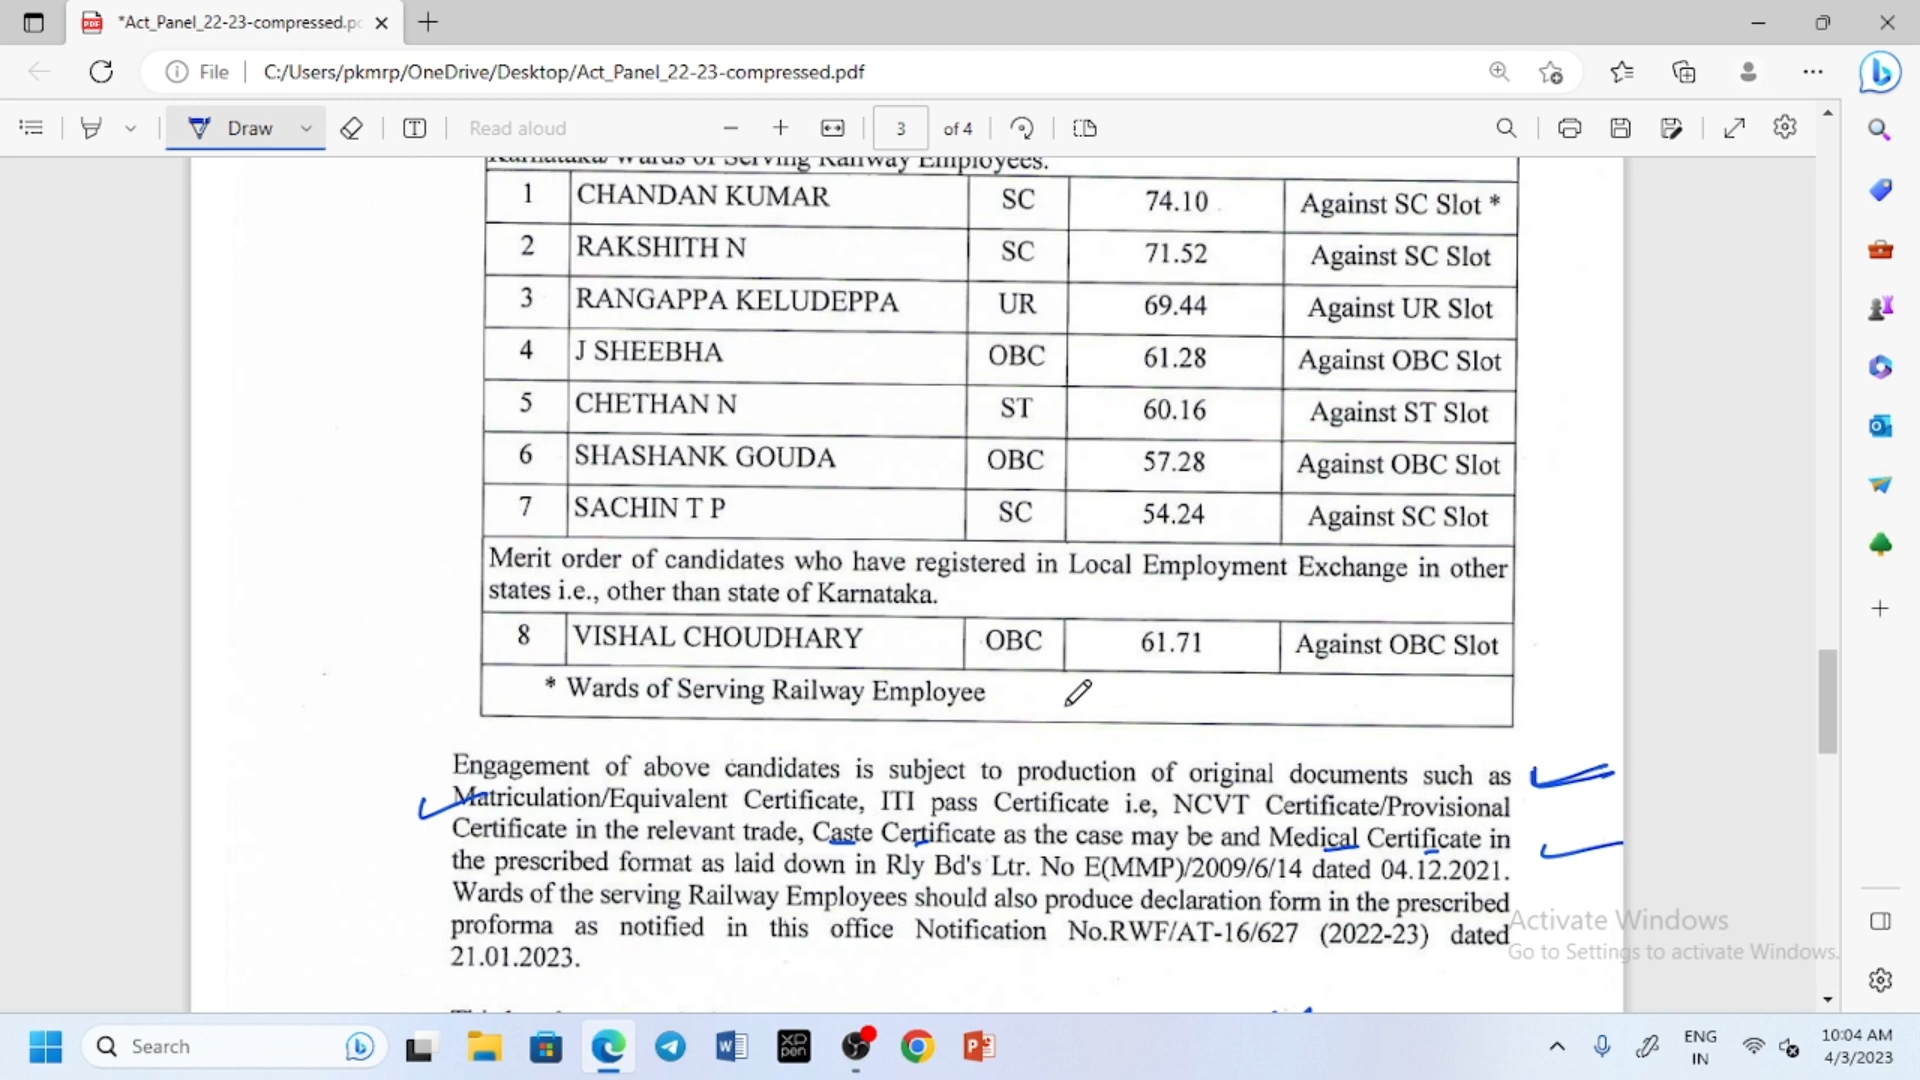 *Act_Panel_22-23-compressed.pd
File
C:/Users/pkmrp/OneDrive/Desktop/Act_Panel_22-23-compressed.pdf
Draw
Read aloud
3 of 4
Karnataka/ Wards of Serving Railway Employees.
1 CHANDAN KUMAR SC 74.10 Against SC Slot *
2 RAKSHITH N SC 71.52 Against SC Slot
3 RANGAPPA KELUDEPPA UR 69.44 Against UR Slot
4 J SHEEBHA OBC 61.28 Against OBC Slot
5 CHETHAN N ST 60.16 Against ST Slot
6 SHASHANK GOUDA OBC 57.28 Against OBC Slot
7 SACHIN T P SC 54.24 Against SC Slot
Merit order of candidates who have registered in Local Employment Exchange in other
states i.e., other than state of Karnataka.
8 VISHAL CHOUDHARY OBC 61.71 Against OBC Slot
* Wards of Serving Railway Employee
Engagement of above candidates is subject to production of original documents such as
Matriculation/Equivalent Certificate, ITI pass Certificate i.e, NCVT Certificate/Provisional
Certificate in the relevant trade, Caste Certificate as the case may be and Medical Certificate in
the prescribed format as laid down in Rly Bd's Ltr. No E(MMP)/2009/6/14 dated 04.12.2021.
Wards of the serving Railway Employees should also produce declaration form in the prescribed
proforma as notified in this office Notification No.RWF/AT-16/627 (2022-23) dated
21.01.2023.
Activate Windows
Go to Settings to activate Windows.
Search
ENG
IN
10:04 AM
4/3/2023